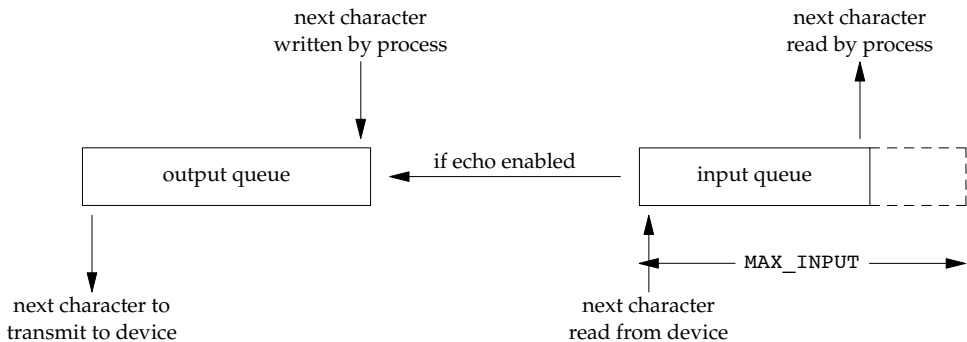 next character
written by process
next character
read by process
output queue
if echo enabled
input queue
MAX_INPUT
next character to
transmit to device
next character
read from device